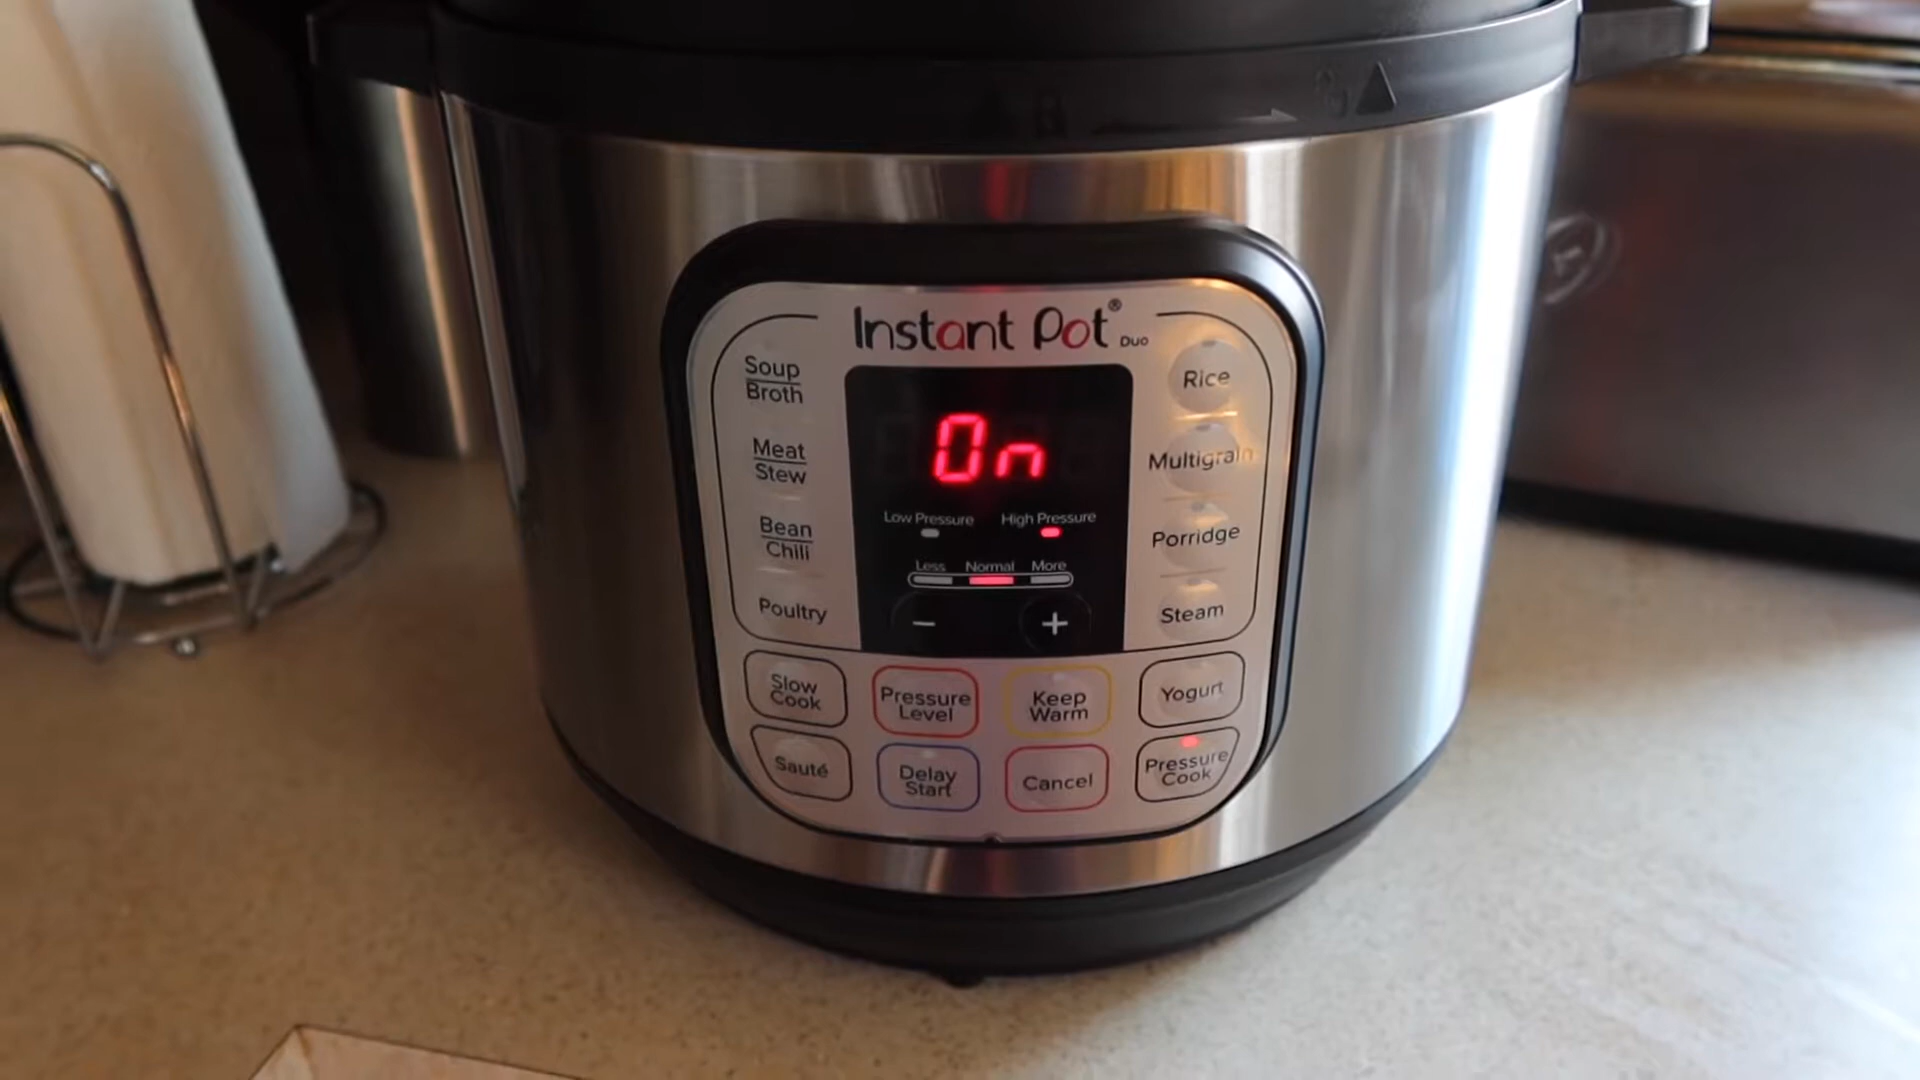 Instant Pot® Duo
Soup
Broth
Meat
Stew
Bean
Chili
Poultry
On
Low Pressure High Pressure
Less Normal More
− +
Rice
Multigrain
Porridge
Steam
Slow
Cook
Pressure
Level
Keep
Warm
Yogurt
Sauté
Delay
Start
Cancel
Pressure
Cook